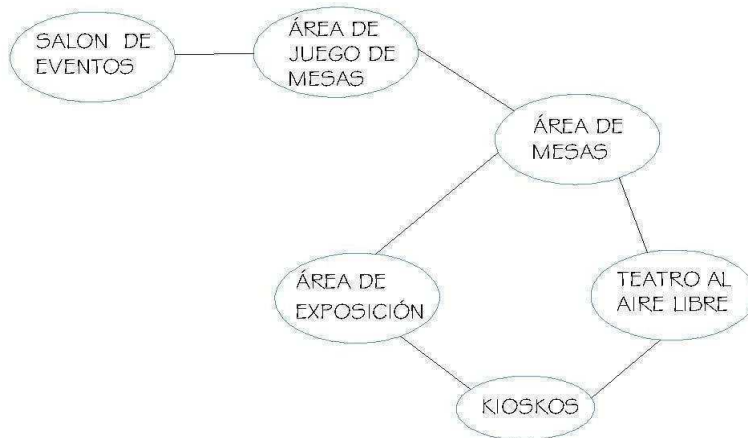 SALON DE
EVENTOS
ÁREA DE
JUEGO DE
MESAS
ÁREA DE
MESAS
ÁREA DE
EXPOSICIÓN
TEATRO AL
AIRE LIBRE
KIOSKOS